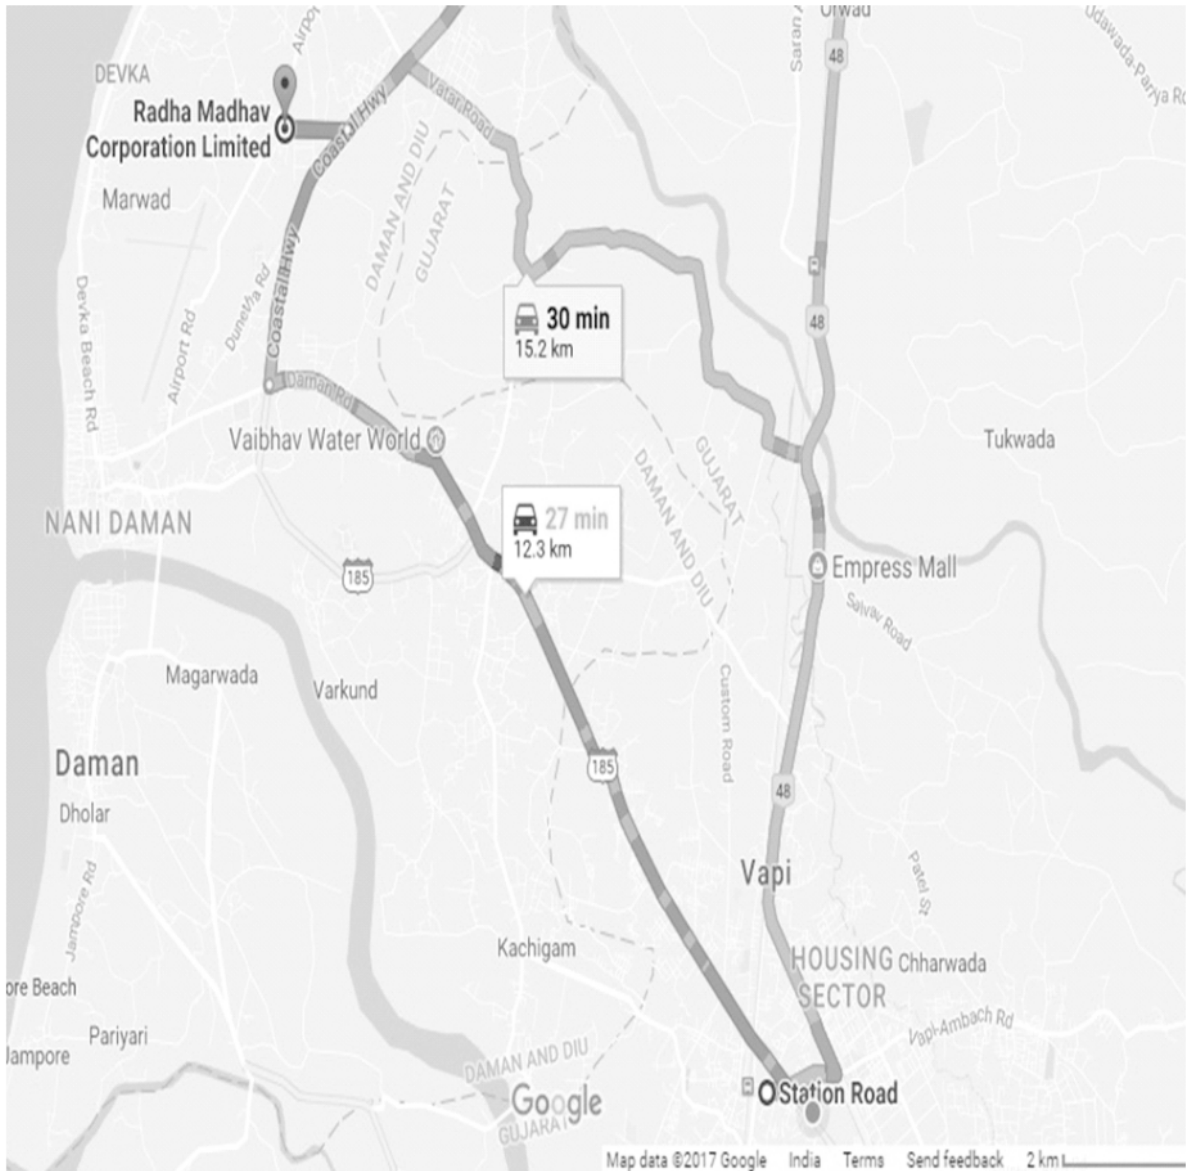 Orwad
Airpor
Saran
48
Udawada-Pariya Rd
DEVKA
Radha Madhav
Corporation Limited
Coastal Hwy
Vatar Road
DAMAN AND DIU
GUJARAT
Marwad
Coastal Hwy
Dunetha Rd
Devka Beach Rd
Airport Rd
30 min
15.2 km
48
Daman Rd
Vaibhav Water World
GUJARAT
DAMAN AND DIU
Tukwada
NANI DAMAN
27 min
12.3 km
185
Empress Mall
Salvav Road
Magarwada
Varkund
Custom Road
Daman
185
48
Dholar
Vapi
Patel St
Jampore Rd
Kachigam
HOUSING
SECTOR
Chharwada
ore Beach
Pariyari
Jampore
Vapi-Ambach Rd
DAMAN AND DIU
Google
GUJARAT
Station Road
Map data ©2017 Google India Terms Send feedback 2 km